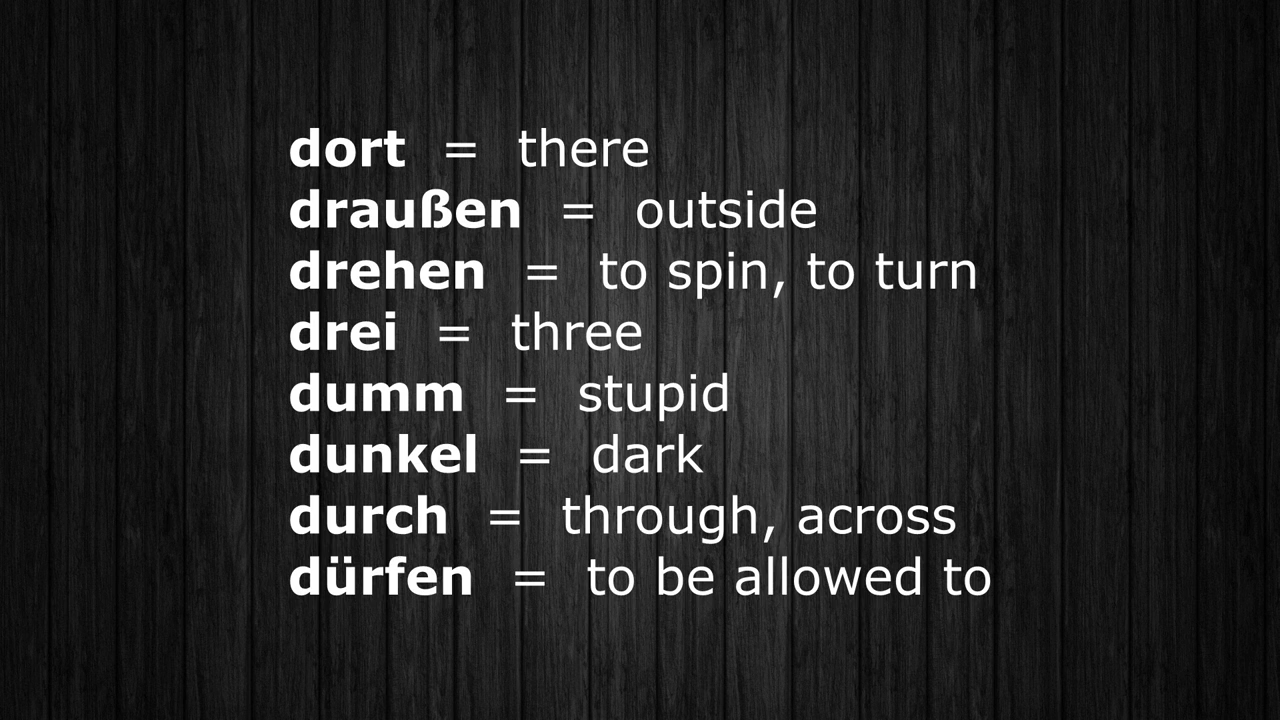 dort = there
draußen = outside
drehen = to spin, to turn
drei = three
dumm = stupid
dunkel = dark
durch = through, across
dürfen = to be allowed to